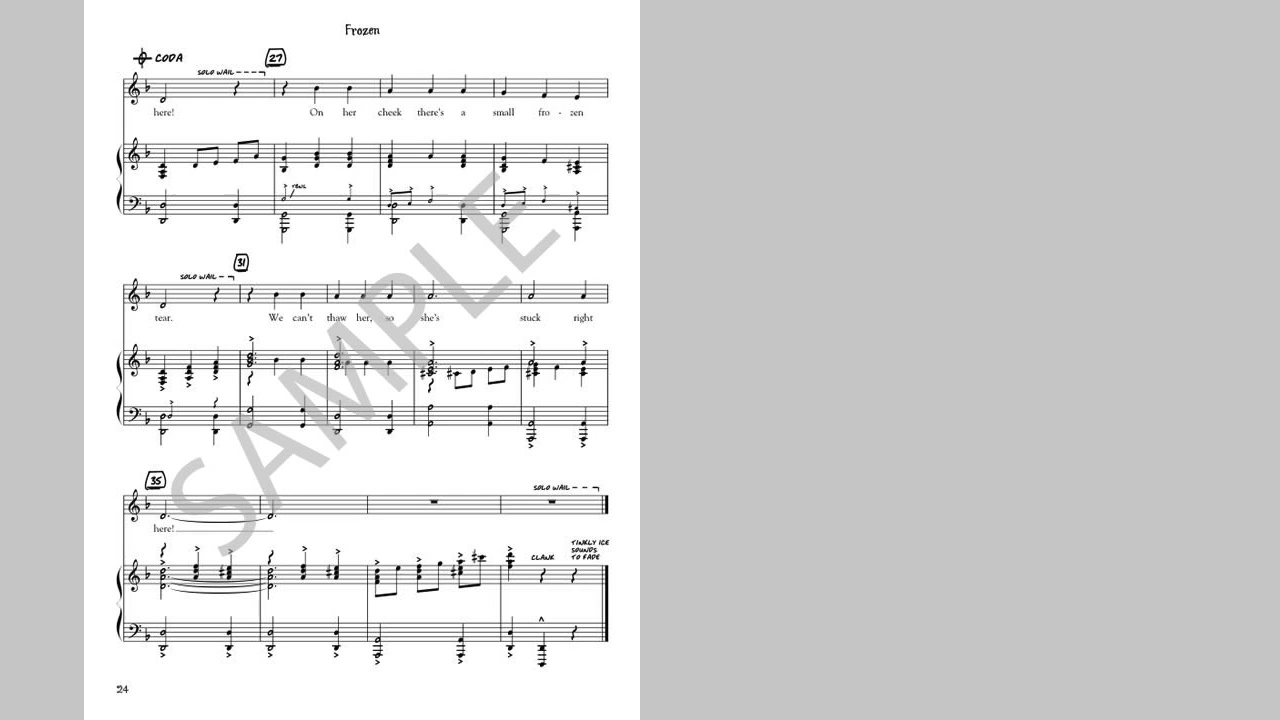 Frozen
CODA
SOLO WAIL
27
here! On her cheek there's a small fro - zen
SOLO WAIL
31
tear. We can't thaw her, so she's stuck right
35
SOLO WAIL
here!
CLANK
TINKLY ICE
SOUNDS
TO FADE
24
SAMPLE